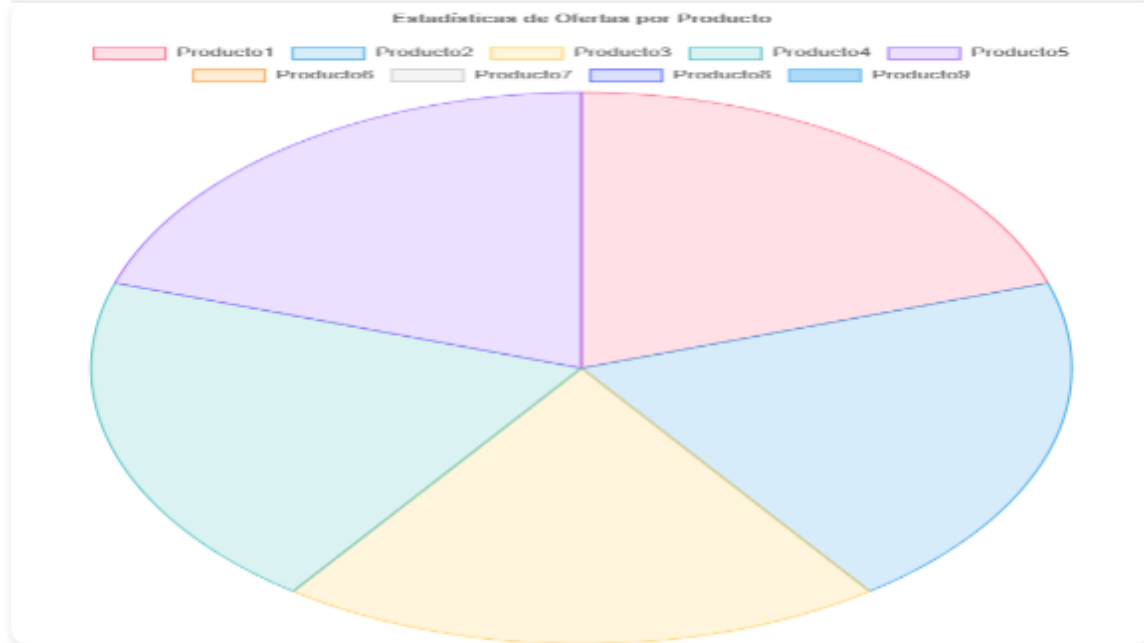 Estadísticas de Ofertas por Producto
Producto1 Producto2 Producto3 Producto4 Producto5
Producto6 Producto7 Producto8 Producto9